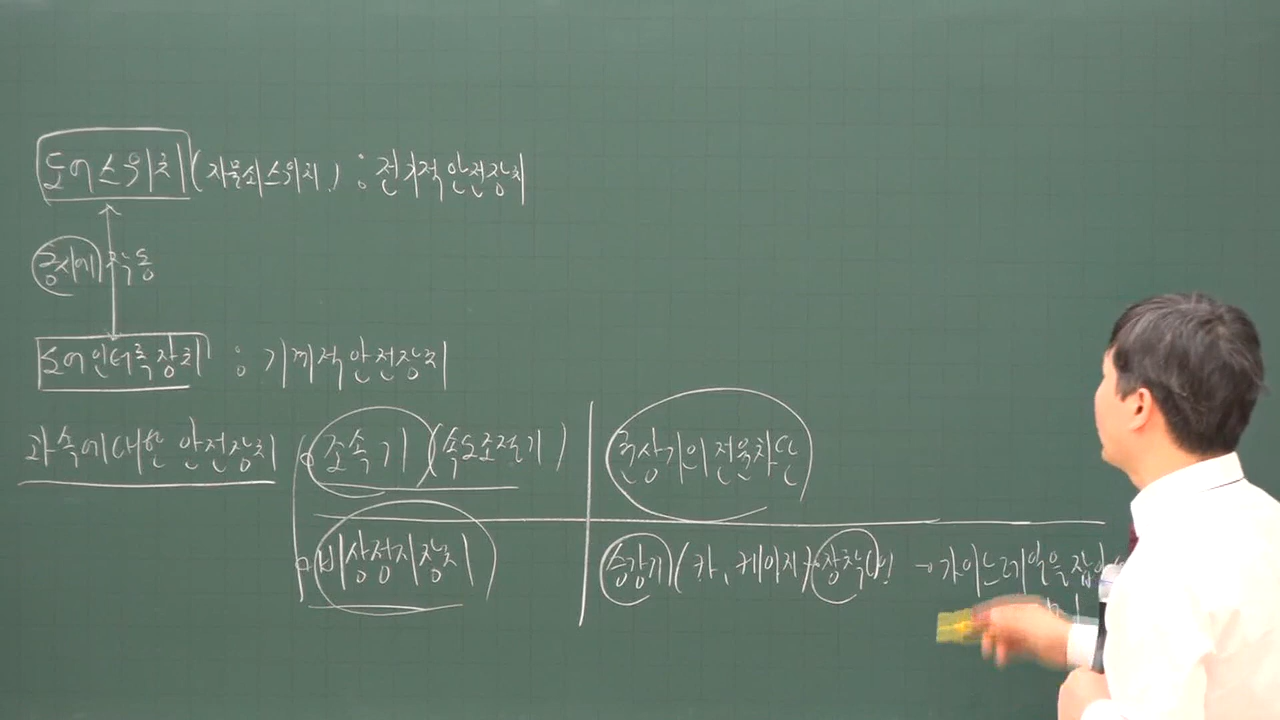 도어스위치 (자물쇠스위치) : 전기적안전장치
동시에 작동
도어인터록장치 : 기계적안전장치
과속에대한 안전장치
조속기 (속도조절기)
권상기의 전원차단
비상정지장치
승강기 (카, 케이지) 장착 → 가이드레일을 잡아